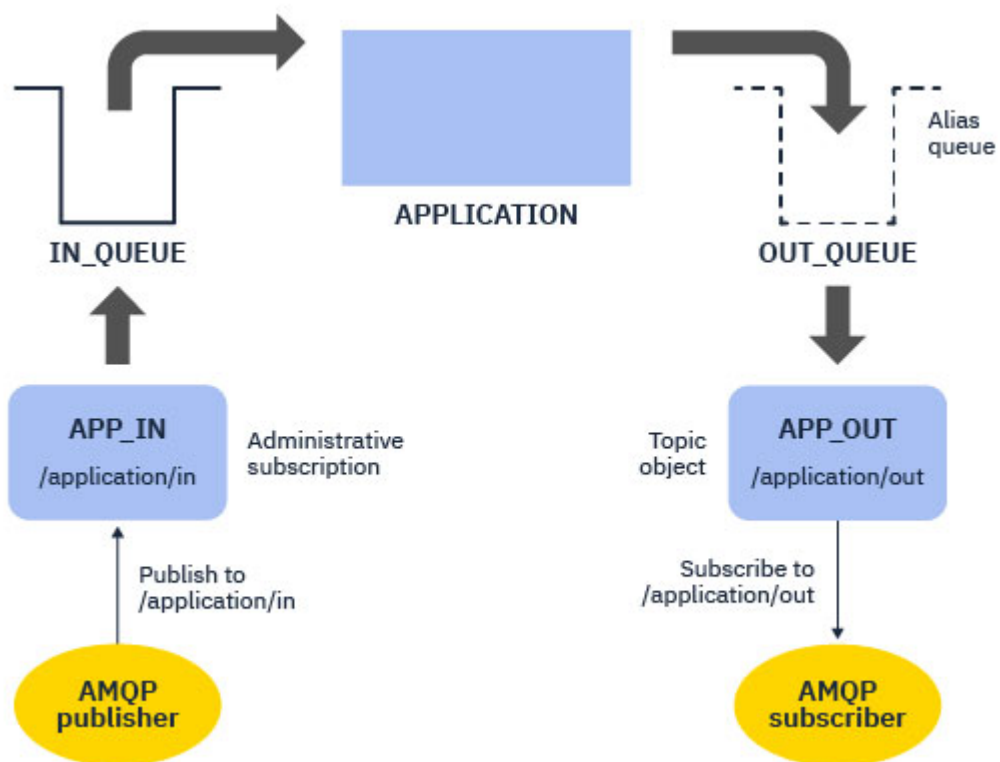 Alias
queue
APPLICATION
IN_QUEUE
OUT_QUEUE
APP_IN
/application/in
Administrative
subscription
Topic
object
APP_OUT
/application/out
Publish to
/application/in
Subscribe to
/application/out
AMQP
publisher
AMQP
subscriber